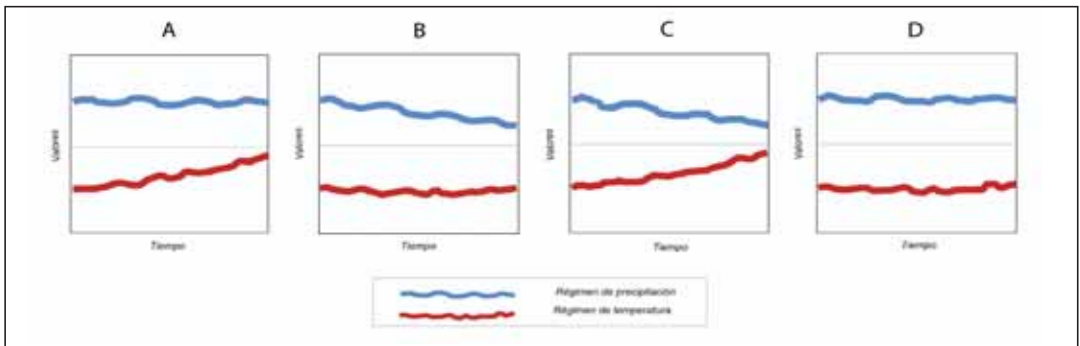 A B C D
Valores Valores Valores Valores
Tiempo Tiempo Tiempo Tiempo
Régimen de precipitación
Régimen de temperatura